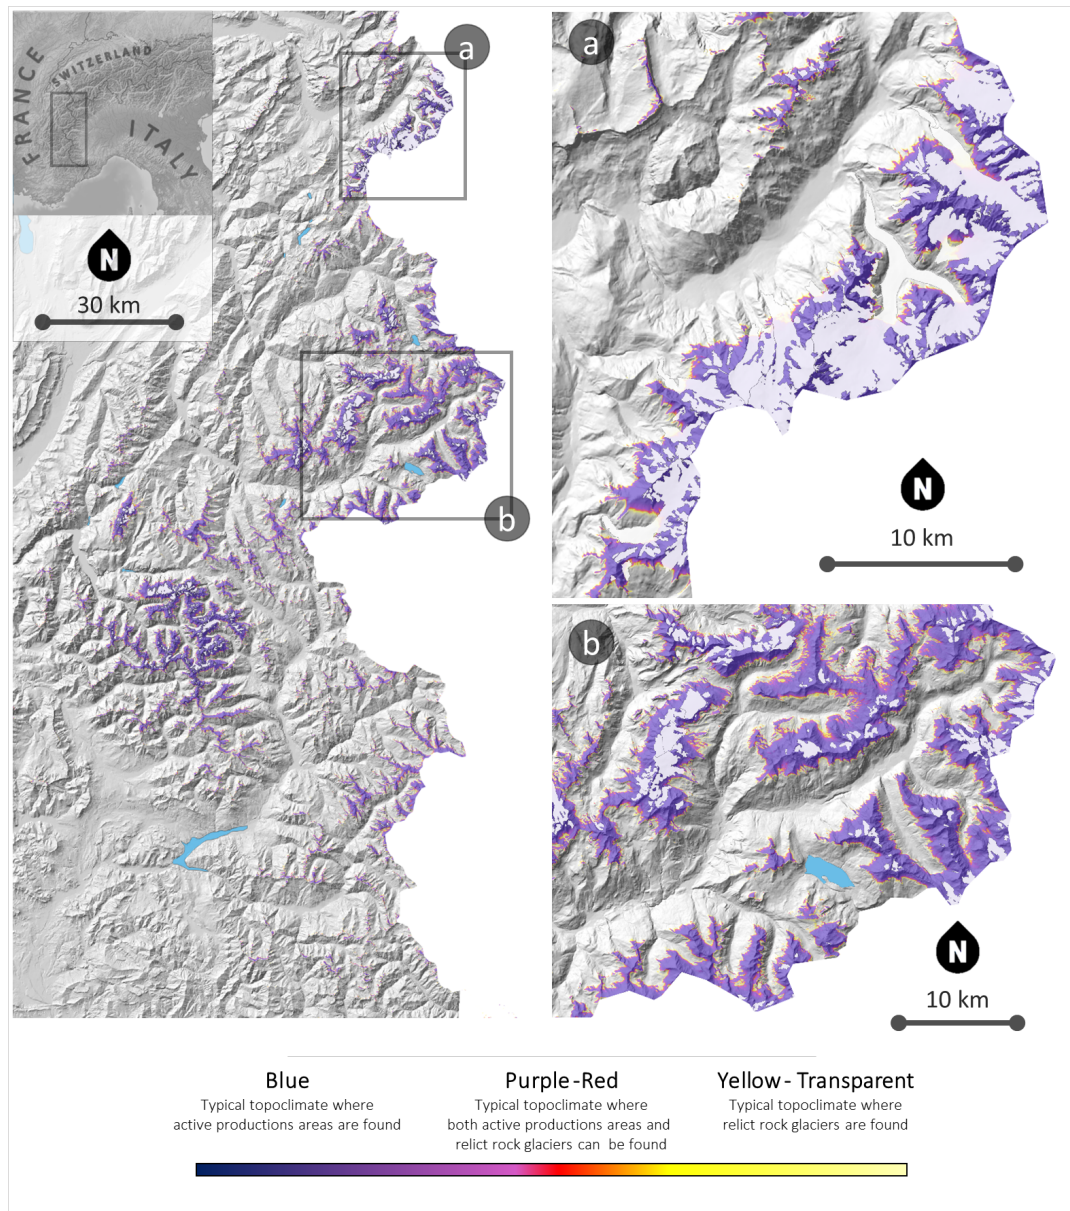 FRANCE
SWITZERLAND
ITALY
N
30 km
a
b
a
N
10 km
b
N
10 km
Blue
Typical topoclimate where
active productions areas are found
Purple - Red
Typical topoclimate where
both active productions areas and
relict rock glaciers can be found
Yellow - Transparent
Typical topoclimate where
relict rock glaciers are found